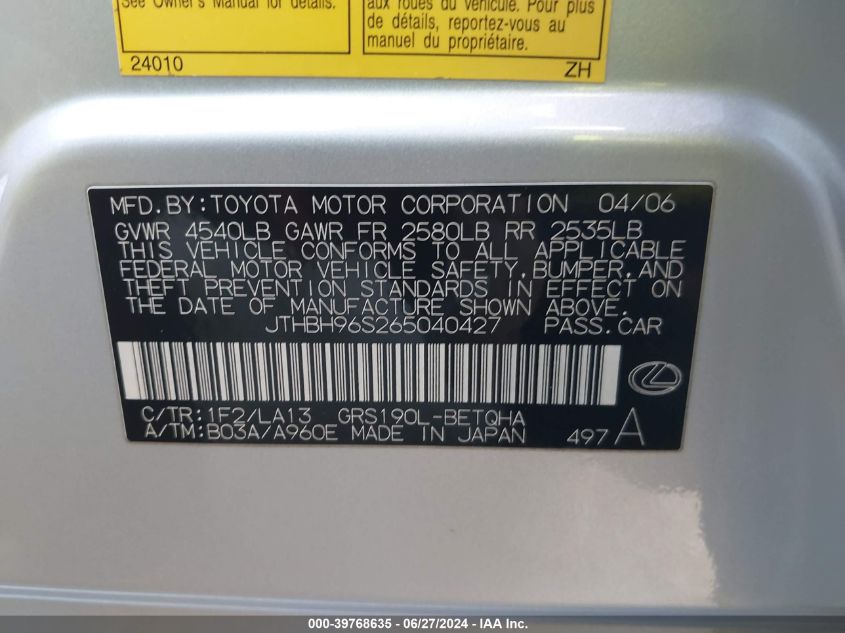 See Owner's Manual for details.
aux roues du véhicule. Pour plus
de détails, reportez-vous au
manuel du propriétaire.
24010
ZH
MFD.BY:TOYOTA MOTOR CORPORATION 04/06
GVWR 4540LB GAWR FR 2580LB RR 2535LB
THIS VEHICLE CONFORMS TO ALL APPLICABLE
FEDERAL MOTOR VEHICLE SAFETY,BUMPER,AND
THEFT PREVENTION STANDARDS IN EFFECT ON
THE DATE OF MANUFACTURE SHOWN ABOVE.
JTHBH96S265040427 PASS.CAR
C/TR:1F2/LA13 GRS190L-BETQHA
A/TM:B03A/A960E MADE IN JAPAN 497A
000-39768635 - 06/27/2024 - IAA Inc.